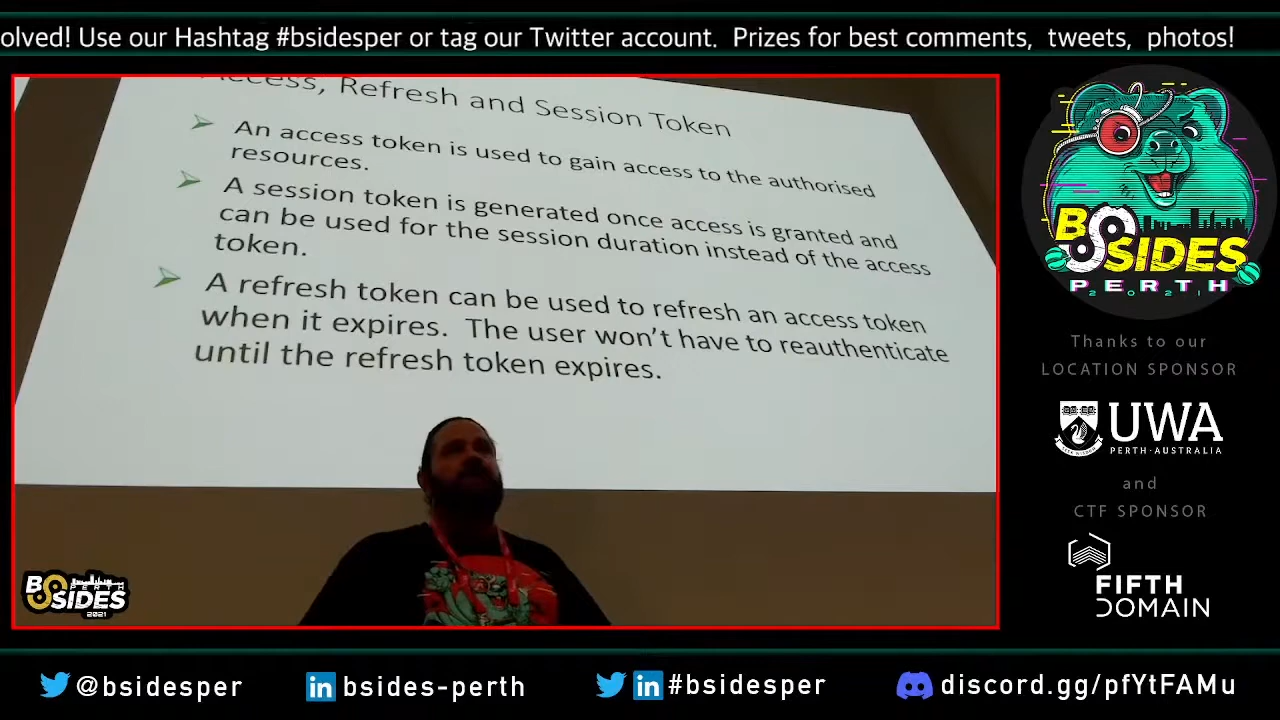 olved! Use our Hashtag #bsidesper or tag our Twitter account. Prizes for best comments, tweets, photos!
Access, Refresh and Session Token
An access token is used to gain access to the authorised
resources.
A session token is generated once access is granted and
can be used for the session duration instead of the access
token.
A refresh token can be used to refresh an access token
when it expires. The user won't have to reauthenticate
until the refresh token expires.
BSIDES
PERTH
2021
BSIDES
PERTH
2021
Thanks to our
LOCATION SPONSOR
UWA
PERTH·AUSTRALIA
and
CTF SPONSOR
FIFTH
DOMAIN
@bsidesper
in bsides-perth
in #bsidesper
discord.gg/pfYtFAMu